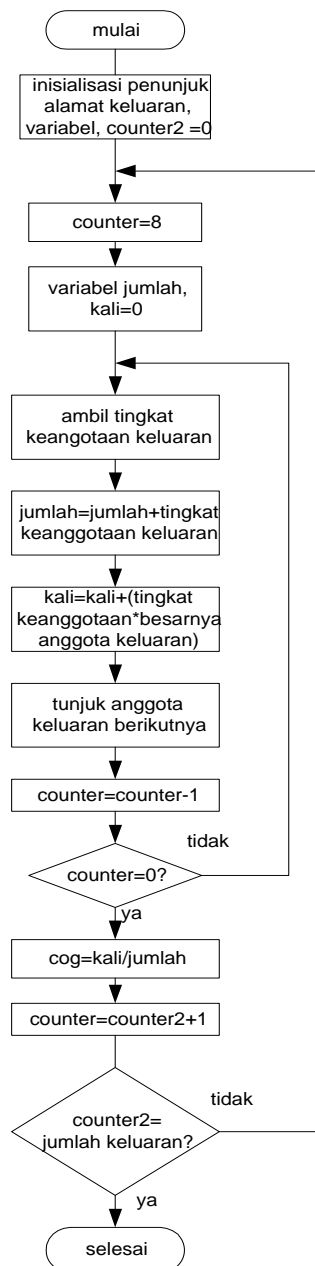 mulai
inisialisasi penunjuk
alamat keluaran,
variabel, counter2 =0
counter=8
variabel jumlah,
kali=0
ambil tingkat
keangotaan keluaran
jumlah=jumlah+tingkat
keanggotaan keluaran
kali=kali+(tingkat
keanggotaan*besarnya
anggota keluaran)
tunjuk anggota
keluaran berikutnya
counter=counter-1
tidak
counter=0?
ya
cog=kali/jumlah
counter=counter2+1
tidak
counter2=
jumlah keluaran?
ya
selesai